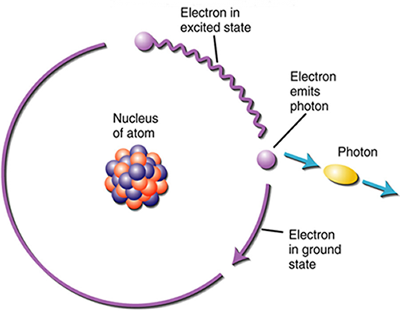 Electron in
excited state
Electron
emits
photon
Nucleus
of atom
Photon
Electron
in ground
state